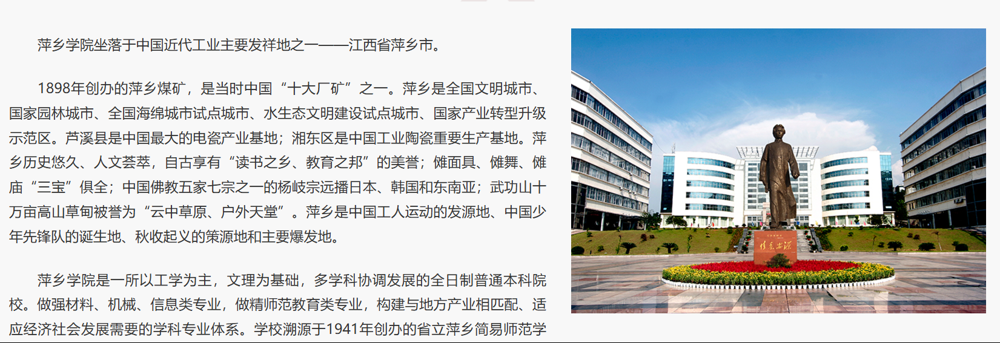 萍乡学院坐落于中国近代工业主要发祥地之一——江西省萍乡市。
1898年创办的萍乡煤矿，是当时中国“十大厂矿”之一。萍乡是全国文明城市、
国家园林城市、全国海绵城市试点城市、水生态文明建设试点城市、国家产业转型升级
示范区。芦溪县是中国最大的电瓷产业基地；湘东区是中国工业陶瓷重要生产基地。萍
乡历史悠久、人文荟萃，自古享有“读书之乡、教育之邦”的美誉；傩面具、傩舞、傩
庙“三宝”俱全；中国佛教五家七宗之一的杨岐宗远播日本、韩国和东南亚；武功山十
万亩高山草甸被誉为“云中草原、户外天堂”。萍乡是中国工人运动的发源地、中国少
年先锋队的诞生地、秋收起义的策源地和主要爆发地。
萍乡学院是一所以工学为主，文理为基础，多学科协调发展的全日制普通本科院
校。做强材料、机械、信息类专业，做精师范教育类专业，构建与地方产业相匹配、适
应经济社会发展需要的学科专业体系。学校溯源于1941年创办的省立萍乡简易师范学
情系安源